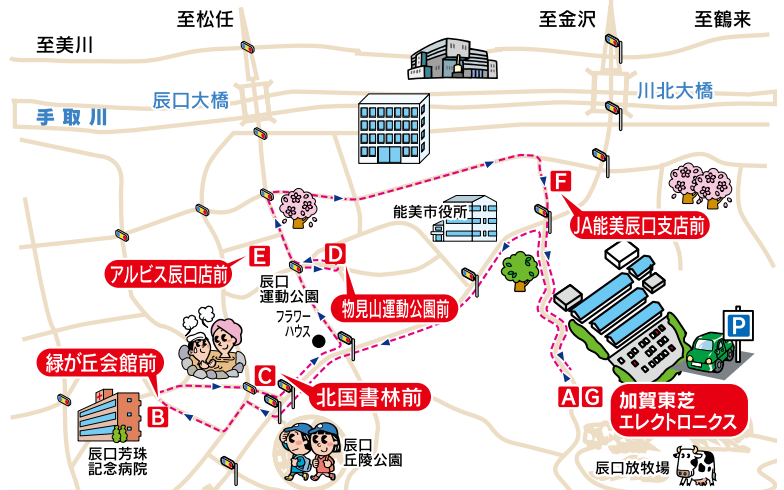 至松任
至金沢
至鶴来
至美川
辰口大橋
川北大橋
手取川
F
能美市役所
JA能美辰口支店前
E
D
アルビス辰口店前
辰口
運動公園
物見山運動公園前
フラワー
ハウス
P
緑が丘会館前
C
北国書林前
A G
加賀東芝
エレクトロニクス
B
辰口芳珠
記念病院
辰口
丘陵公園
辰口放牧場